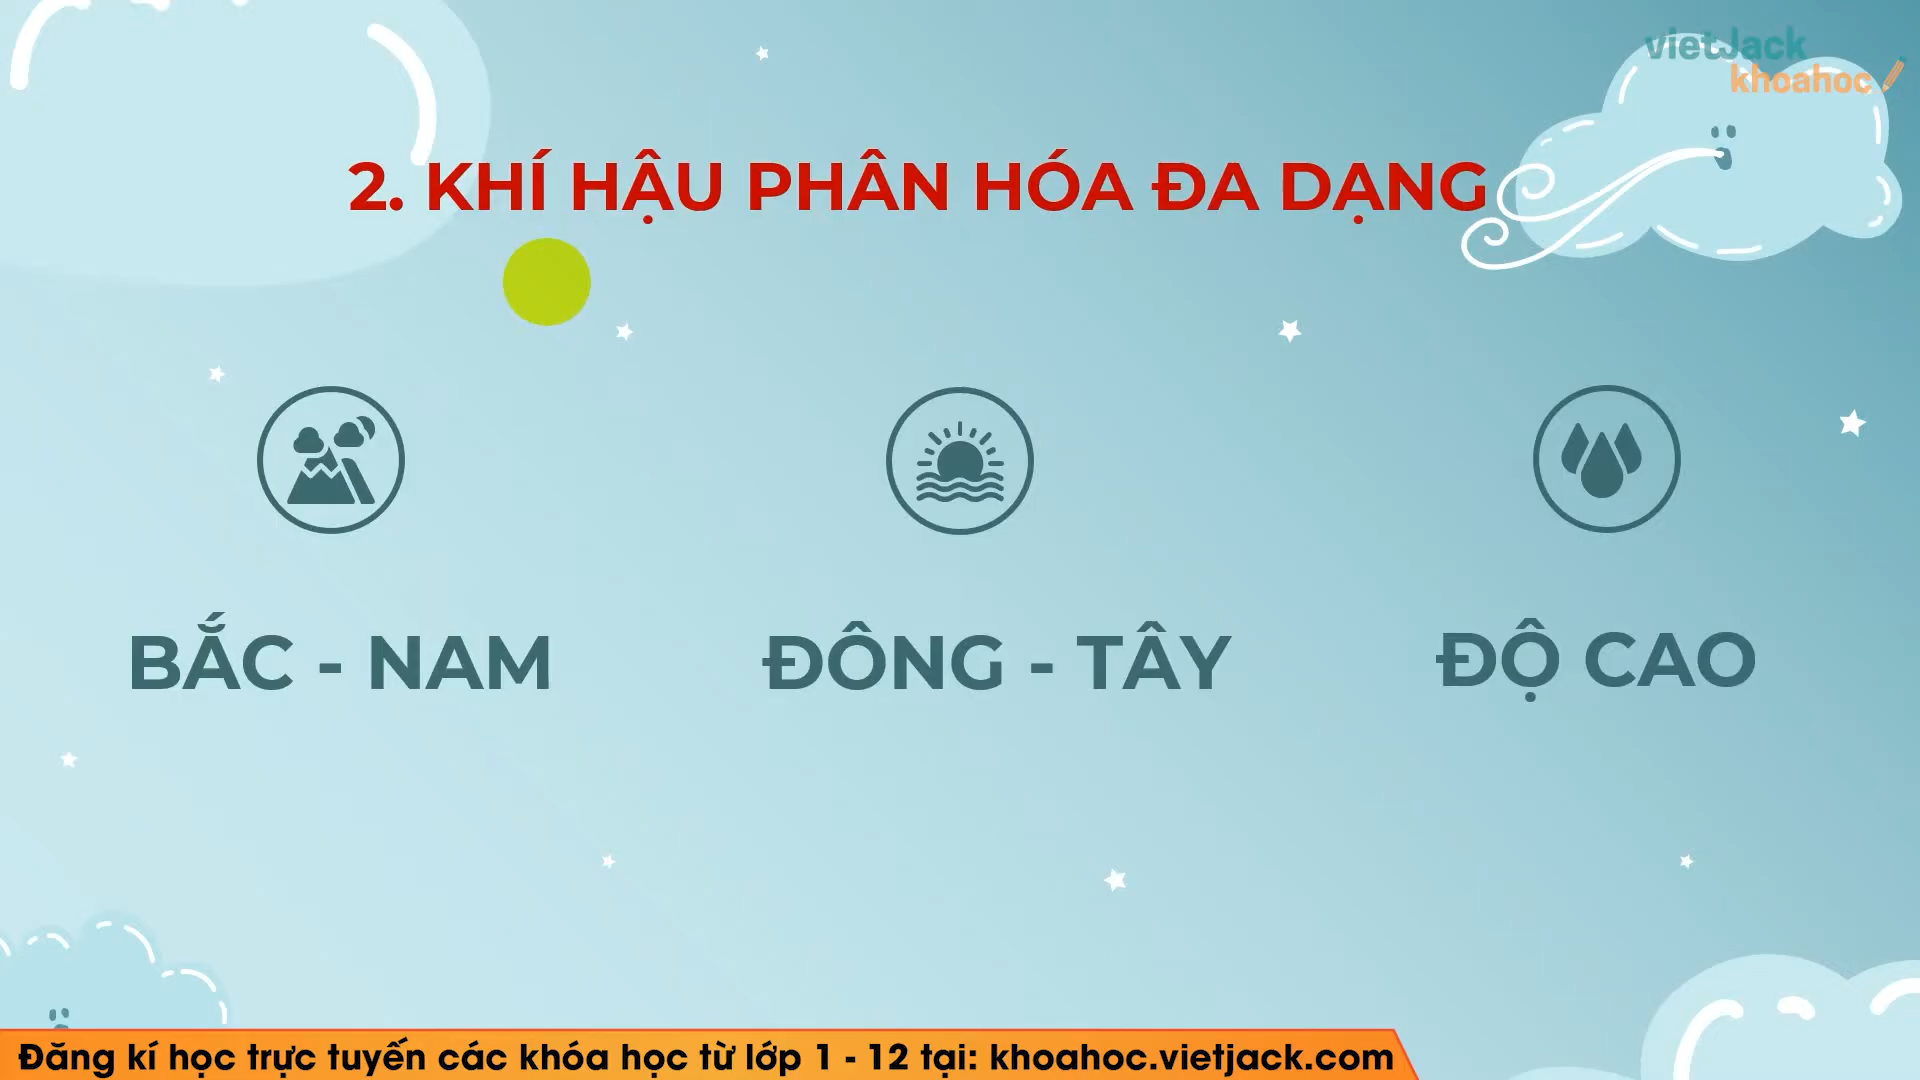 vietJack
khoahoc
2. KHÍ HẬU PHÂN HÓA ĐA DẠNG
BẮC - NAM
ĐÔNG - TÂY
ĐỘ CAO
Đăng kí học trực tuyến các khóa học từ lớp 1 - 12 tại: khoahoc.vietjack.com